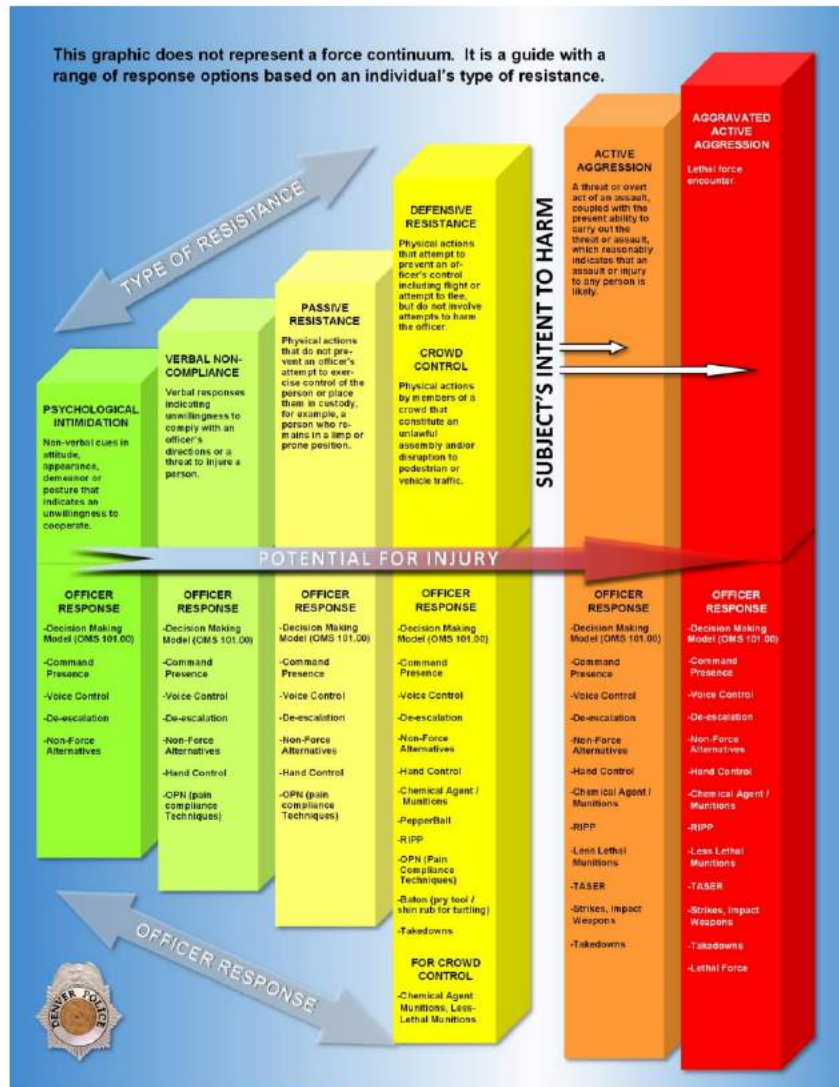 This graphic does not represent a force continuum. It is a guide with a
range of response options based on an individual's type of resistance.
TYPE OF RESISTANCE
PSYCHOLOGICAL
INTIMIDATION
Non-verbal cues in
attitude,
appearance,
demeanor or
posture that
indicates an
unwillingness to
cooperate.
VERBAL NON-
COMPLIANCE
Verbal responses
indicating
unwillingness to
comply with an
officer's
directions or a
threat to injure a
person.
PASSIVE
RESISTANCE
Physical actions
that do not pre-
vent an officer's
attempt to exer-
cise control of the
person or place
them in custody,
for example, a
person who re-
mains in a limp or
prone position.
DEFENSIVE
RESISTANCE
Physical actions
that attempt to
prevent an of-
ficer's control
including flight or
attempt to flee,
but do not involve
attempts to harm
the officer.
CROWD
CONTROL
Physical actions
by members of a
crowd that
constitute an
unlawful
assembly and/or
disruption to
pedestrian or
vehicle traffic.
SUBJECT'S INTENT TO HARM
ACTIVE
AGGRESSION
A threat or overt
act of an assault,
coupled with the
present ability to
carry out the
threat or assault,
which reasonably
indicates that an
assault or injury
to any person is
likely.
AGGRAVATED
ACTIVE
AGGRESSION
Lethal force
encounter.
POTENTIAL FOR INJURY
OFFICER
RESPONSE
-Decision Making
Model (OMS 101.00)
-Command
Presence
-Voice Control
-De-escalation
-Non-Force
Alternatives
OFFICER
RESPONSE
-Decision Making
Model (OMS 101.00)
-Command
Presence
-Voice Control
-De-escalation
-Non-Force
Alternatives
-Hand Control
-OPN (pain
compliance
Techniques)
OFFICER
RESPONSE
-Decision Making
Model (OMS 101.00)
-Command
Presence
-Voice Control
-De-escalation
-Non-Force
Alternatives
-Hand Control
-OPN (pain
compliance
Techniques)
OFFICER
RESPONSE
-Decision Making
Model (OMS 101.00)
-Command
Presence
-Voice Control
-De-escalation
-Non-Force
Alternatives
-Hand Control
-Chemical Agent /
Munitions
-PepperBall
-RIPP
-OPN (Pain
Compliance
Techniques)
-Baton (pry tool /
shin rub for turtling)
-Takedowns
FOR CROWD
CONTROL
-Chemical Agent
Munitions, Less-
Lethal Munitions
OFFICER
RESPONSE
-Decision Making
Model (OMS 101.00)
-Command
Presence
-Voice Control
-De-escalation
-Non-Force
Alternatives
-Hand Control
-Chemical Agent /
Munitions
-RIPP
-Less Lethal
Munitions
-TASER
-Strikes, Impact
Weapons
-Takedowns
OFFICER
RESPONSE
-Decision Making
Model (OMS 101.00)
-Command
Presence
-Voice Control
-De-escalation
-Non-Force
Alternatives
-Hand Control
-Chemical Agent /
Munitions
-RIPP
-Less Lethal
Munitions
-TASER
-Strikes, Impact
Weapons
-Takedowns
-Lethal Force
OFFICER RESPONSE
DENVER POLICE